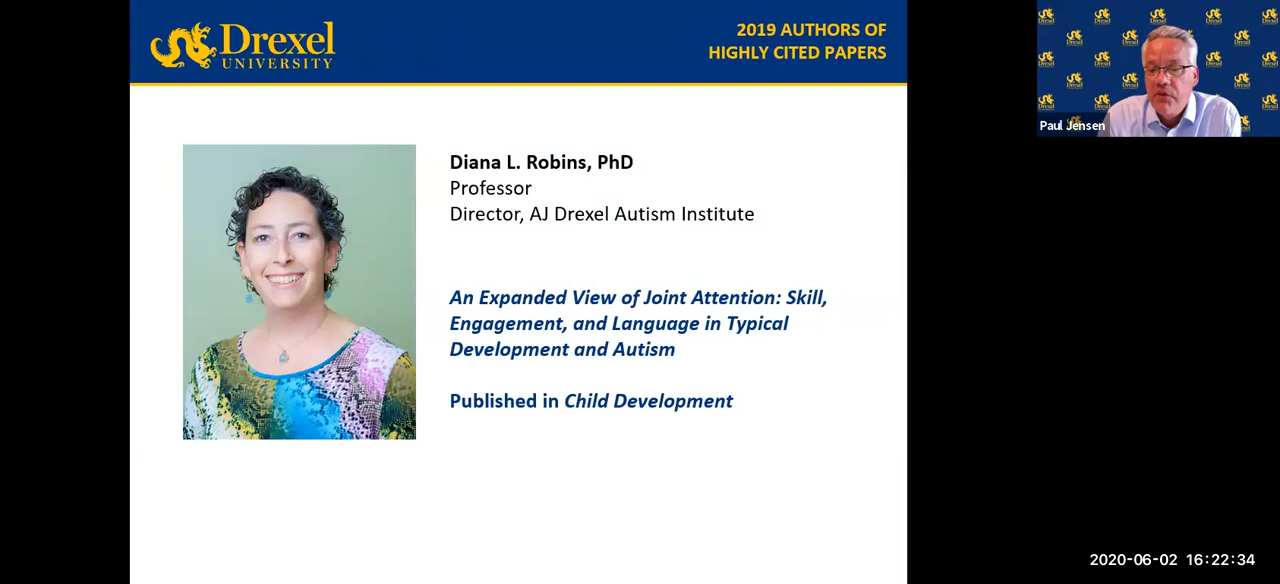 Drexel
UNIVERSITY
2019 AUTHORS OF
HIGHLY CITED PAPERS
Diana L. Robins, PhD
Professor
Director, AJ Drexel Autism Institute
An Expanded View of Joint Attention: Skill,
Engagement, and Language in Typical
Development and Autism
Published in Child Development
Paul Jensen
2020-06-02 16:22:34